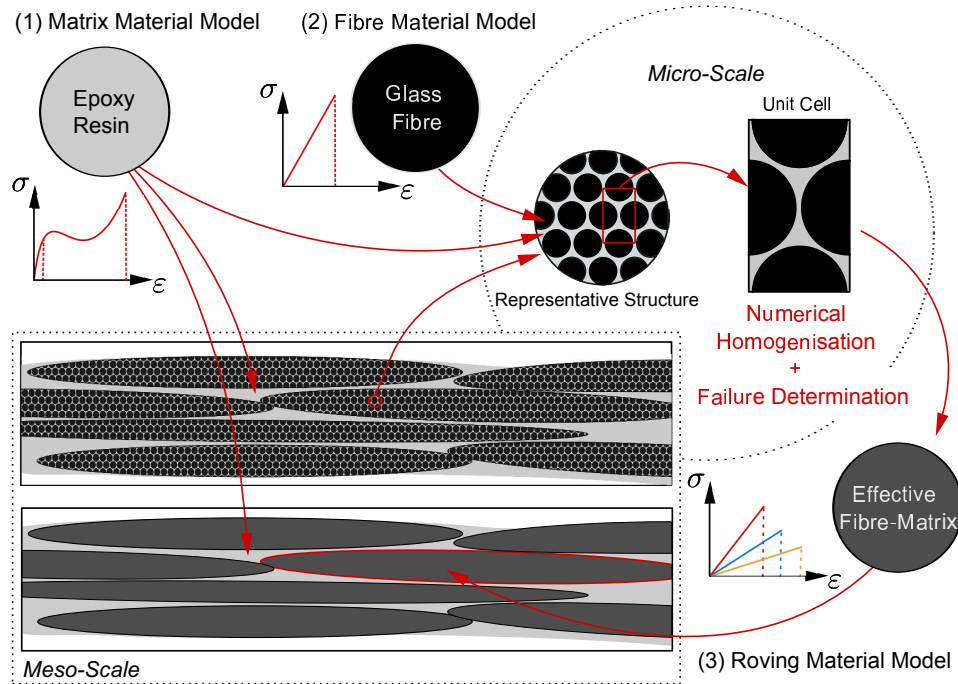 (1) Matrix Material Model
(2) Fibre Material Model
Epoxy
Resin
σ
ε
σ
ε
Glass
Fibre
Micro-Scale
Unit Cell
Representative Structure
Numerical
Homogenisation
+
Failure Determination
σ
ε
Effective
Fibre-Matrix
(3) Roving Material Model
Meso-Scale